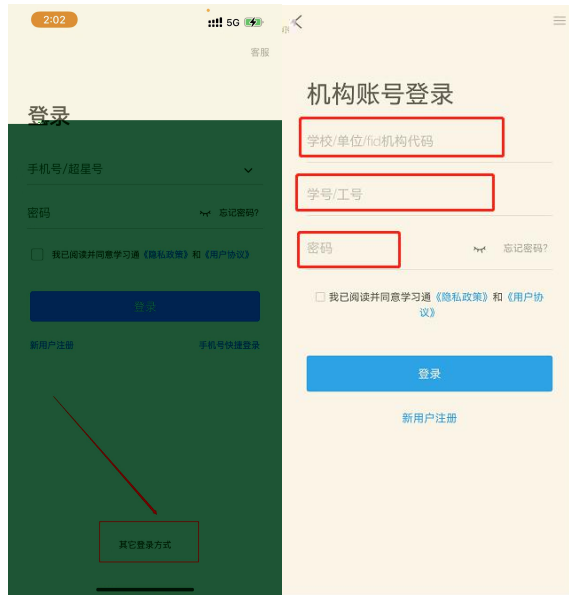 2:02
5G
客服
登录
手机号/超星号
密码
忘记密码?
我已阅读并同意学习通《隐私政策》和《用户协议》
登录
新用户注册
手机号快捷登录
其它登录方式
机构账号登录
学校/单位/fid机构代码
学号/工号
密码
忘记密码?
我已阅读并同意学习通《隐私政策》和《用户协
议》
登录
新用户注册